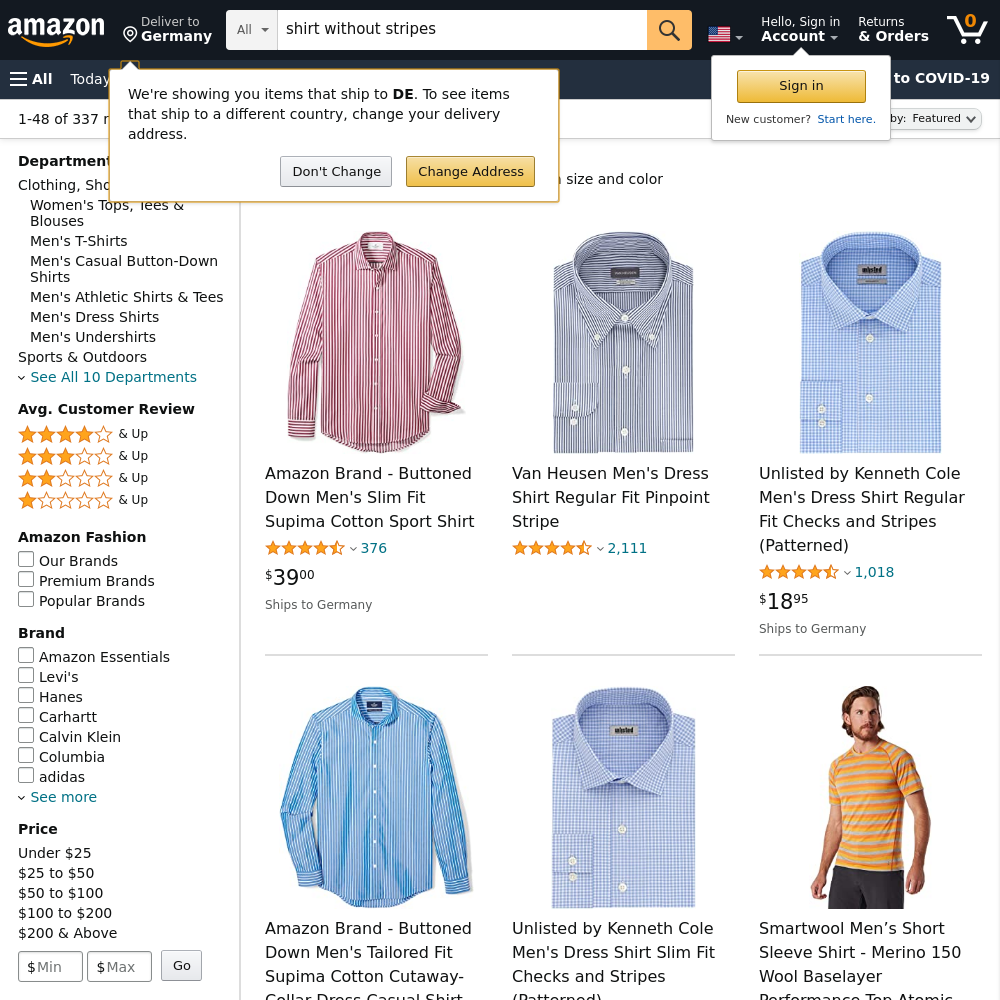 amazon
Deliver to
Germany
All
shirt without stripes
Hello, Sign in
Account
Returns
& Orders
0
All
Today
to COVID-19
We're showing you items that ship to DE. To see items
that ship to a different country, change your delivery
address.
Don't Change
Change Address
Sign in
New customer? Start here.
1-48 of 337 r
by: Featured
size and color
Department
Clothing, Sho
Women's Tops, Tees &
Blouses
Men's T-Shirts
Men's Casual Button-Down
Shirts
Men's Athletic Shirts & Tees
Men's Dress Shirts
Men's Undershirts
Sports & Outdoors
See All 10 Departments
Avg. Customer Review
& Up
& Up
& Up
& Up
Amazon Fashion
Our Brands
Premium Brands
Popular Brands
Brand
Amazon Essentials
Levi's
Hanes
Carhartt
Calvin Klein
Columbia
adidas
See more
Price
Under $25
$25 to $50
$50 to $100
$100 to $200
$200 & Above
$Min
$Max
Go
Amazon Brand - Buttoned
Down Men's Slim Fit
Supima Cotton Sport Shirt
376
$39.00
Ships to Germany
Van Heusen Men's Dress
Shirt Regular Fit Pinpoint
Stripe
2,111
unlisted
Unlisted by Kenneth Cole
Men's Dress Shirt Regular
Fit Checks and Stripes
(Patterned)
1,018
$18.95
Ships to Germany
Amazon Brand - Buttoned
Down Men's Tailored Fit
Supima Cotton Cutaway-
Collar Dress Casual Shirt
unlisted
Unlisted by Kenneth Cole
Men's Dress Shirt Slim Fit
Checks and Stripes
(Patterned)
Smartwool Men’s Short
Sleeve Shirt - Merino 150
Wool Baselayer
Performance Top Atomic